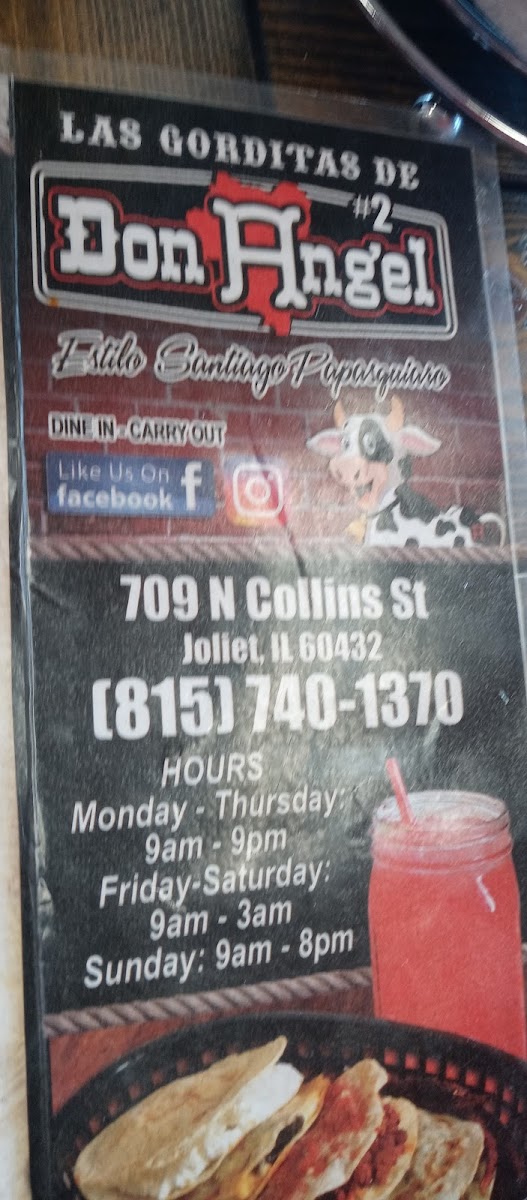 LAS GORDITAS DE
#2
Don Angel
Estilo Santiago Papasquiaro
DINE IN - CARRY OUT
Like Us On
facebook f
709 N Collins St
Joliet, IL 60432
(815) 740-1370
HOURS
Monday - Thursday:
9am - 9pm
Friday-Saturday:
9am - 3am
Sunday: 9am - 8pm